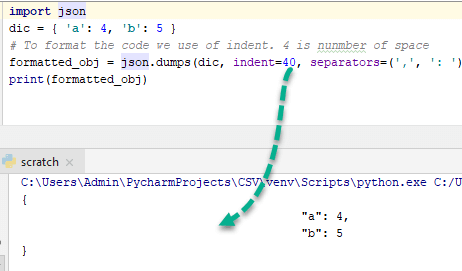 import json
dic = { 'a': 4, 'b': 5 }
# To format the code we use of indent. 4 is nunmber of space
formatted_obj = json.dumps(dic, indent=40, separators=(',', ': ')
print(formatted_obj)
scratch ×
C:\Users\Admin\PycharmProjects\CSV\venv\Scripts\python.exe C:/U
{
"a": 4,
"b": 5
}